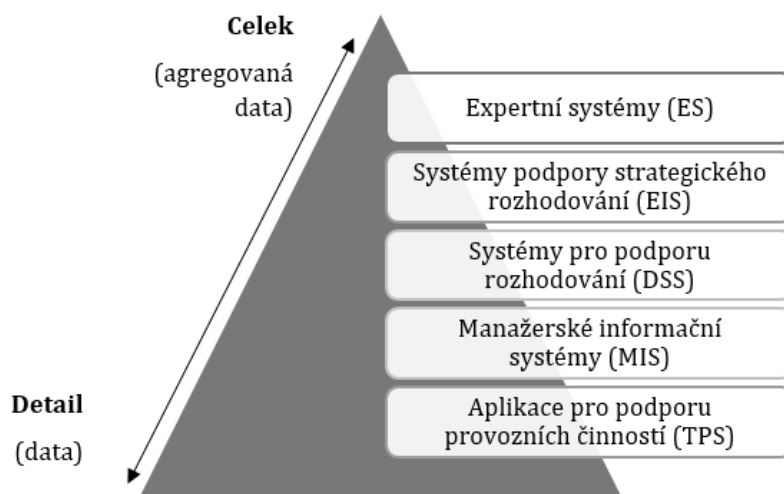 Celek
(agregovaná
data)
Expertní systémy (ES)
Systémy podpory strategického
rozhodování (EIS)
Systémy pro podporu
rozhodování (DSS)
Manažerské informační
systémy (MIS)
Detail
(data)
Aplikace pro podporu
provozních činností (TPS)